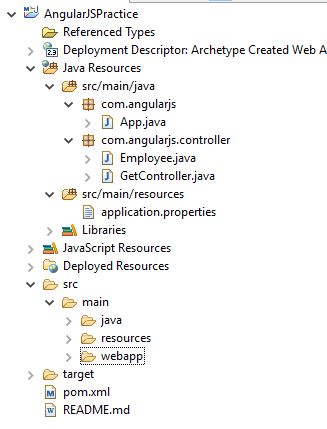 AngularJSPractice
Referenced Types
Deployment Descriptor: Archetype Created Web A
Java Resources
src/main/java
com.angularjs
App.java
com.angularjs.controller
Employee.java
GetController.java
src/main/resources
application.properties
Libraries
JavaScript Resources
Deployed Resources
src
main
java
resources
webapp
target
pom.xml
README.md